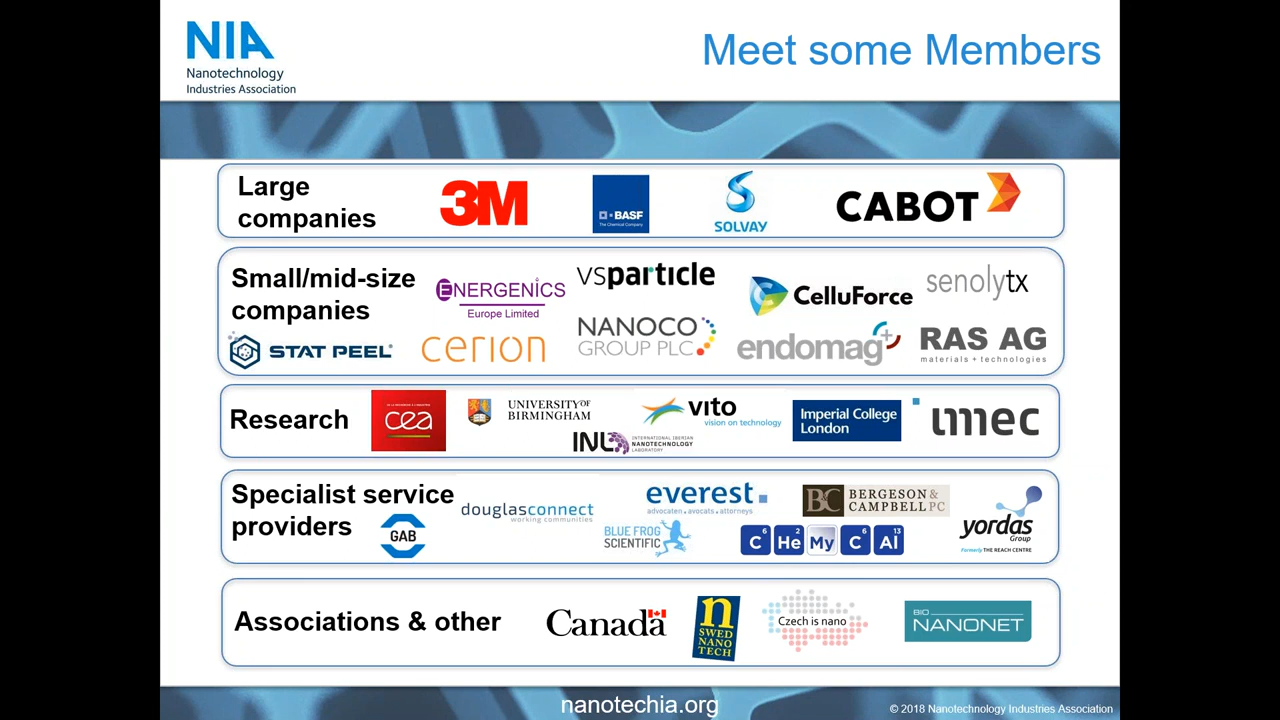 NIA
Nanotechnology
Industries Association
Meet some Members
Large
companies
3M
BASF
The Chemical Company
SOLVAY
CABOT
Small/mid-size
companies
ENERGENICS
Europe Limited
VSPARTICLE
CelluForce
senolytx
STAT PEEL
cerion
NANOCO
GROUP PLC
endomag+
RAS AG
materials + technologies
Research
cea
UNIVERSITY OF
BIRMINGHAM
vito
vision on technology
Imperial College
London
imec
INL
INTERNATIONAL IBERIAN
NANOTECHNOLOGY
LABORATORY
Specialist service
providers
GAB
douglasconnect
working communities
everest
advocaten . avocats . attorneys
BLUE FROG
SCIENTIFIC
B&C
BERGESON &
CAMPBELL PC
6 2 6 13
C He My C Al
yordas
Group
Formerly THE REACH CENTRE
Associations & other
Canada
n
SWED
NANO
TECH
Czech is nano
BIO
NANONET
nanotechia.org
© 2018 Nanotechnology Industries Association